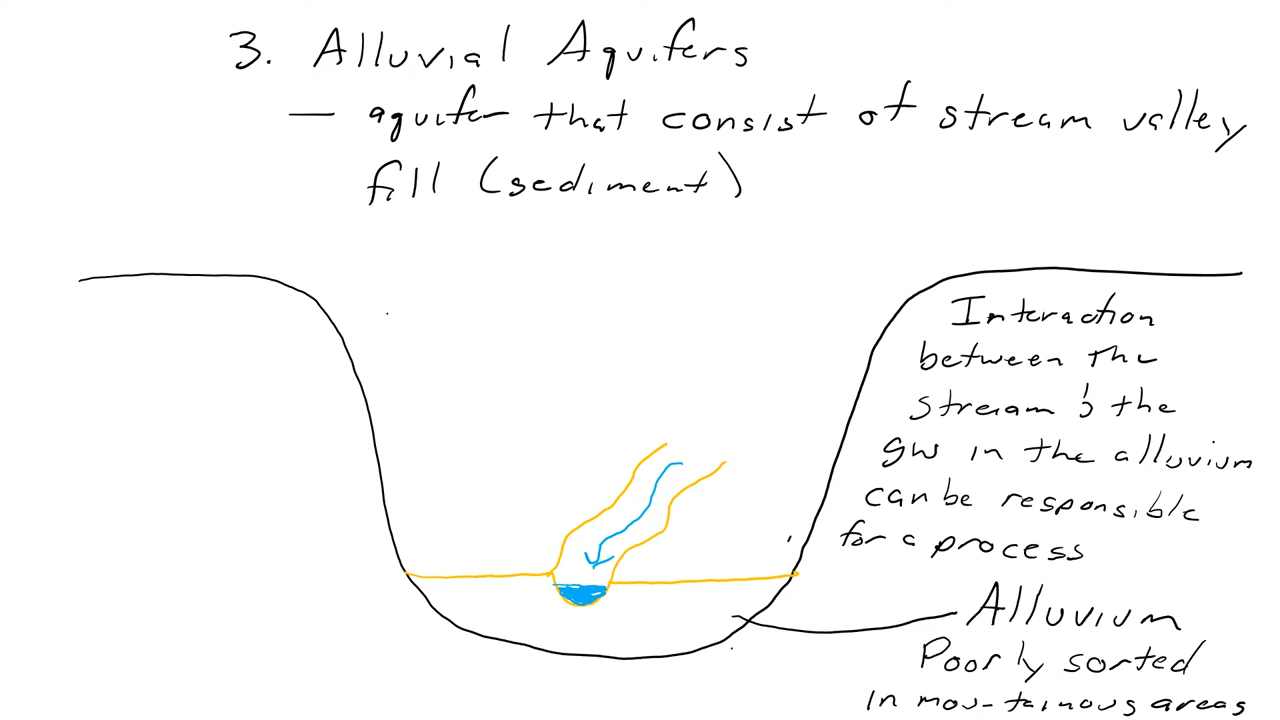 3. Alluvial Aquifers
— aquifer that consist of stream valley
fill (sediment)
Interaction
between the
stream & the
gw in the alluvium
can be responsible
for a process
Alluvium
Poorly sorted
in mountainous areas